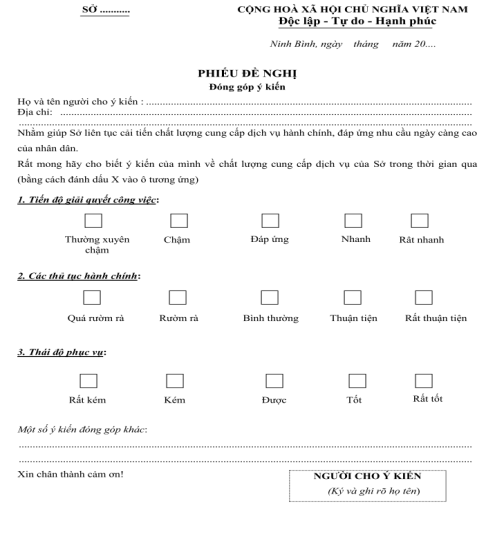 SỞ ...........
CỘNG HOÀ XÃ HỘI CHỦ NGHĨA VIỆT NAM
Độc lập - Tự do - Hạnh phúc
Ninh Bình, ngày tháng năm 20....
PHIẾU ĐỀ NGHỊ
Đóng góp ý kiến
Họ và tên người cho ý kiến : ........................................................................
Địa chỉ: ........................................................................
Nhằm giúp Sở liên tục cải tiến chất lượng cung cấp dịch vụ hành chính, đáp ứng nhu cầu ngày càng cao
của nhân dân.
Rất mong hãy cho biết ý kiến của mình về chất lượng cung cấp dịch vụ của Sở trong thời gian qua
(bằng cách đánh dấu X vào ô tương ứng)
1. Tiến độ giải quyết công việc:
Thường xuyên chậm Chậm Đáp ứng Nhanh Rất nhanh
2. Các thủ tục hành chính:
Quá rườm rà Rườm rà Bình thường Thuận tiện Rất thuận tiện
3. Thái độ phục vụ:
Rất kém Kém Được Tốt Rất tốt
Một số ý kiến đóng góp khác:
........................................................................
........................................................................
Xin chân thành cảm ơn!
NGƯỜI CHO Ý KIẾN
(Ký và ghi rõ họ tên)